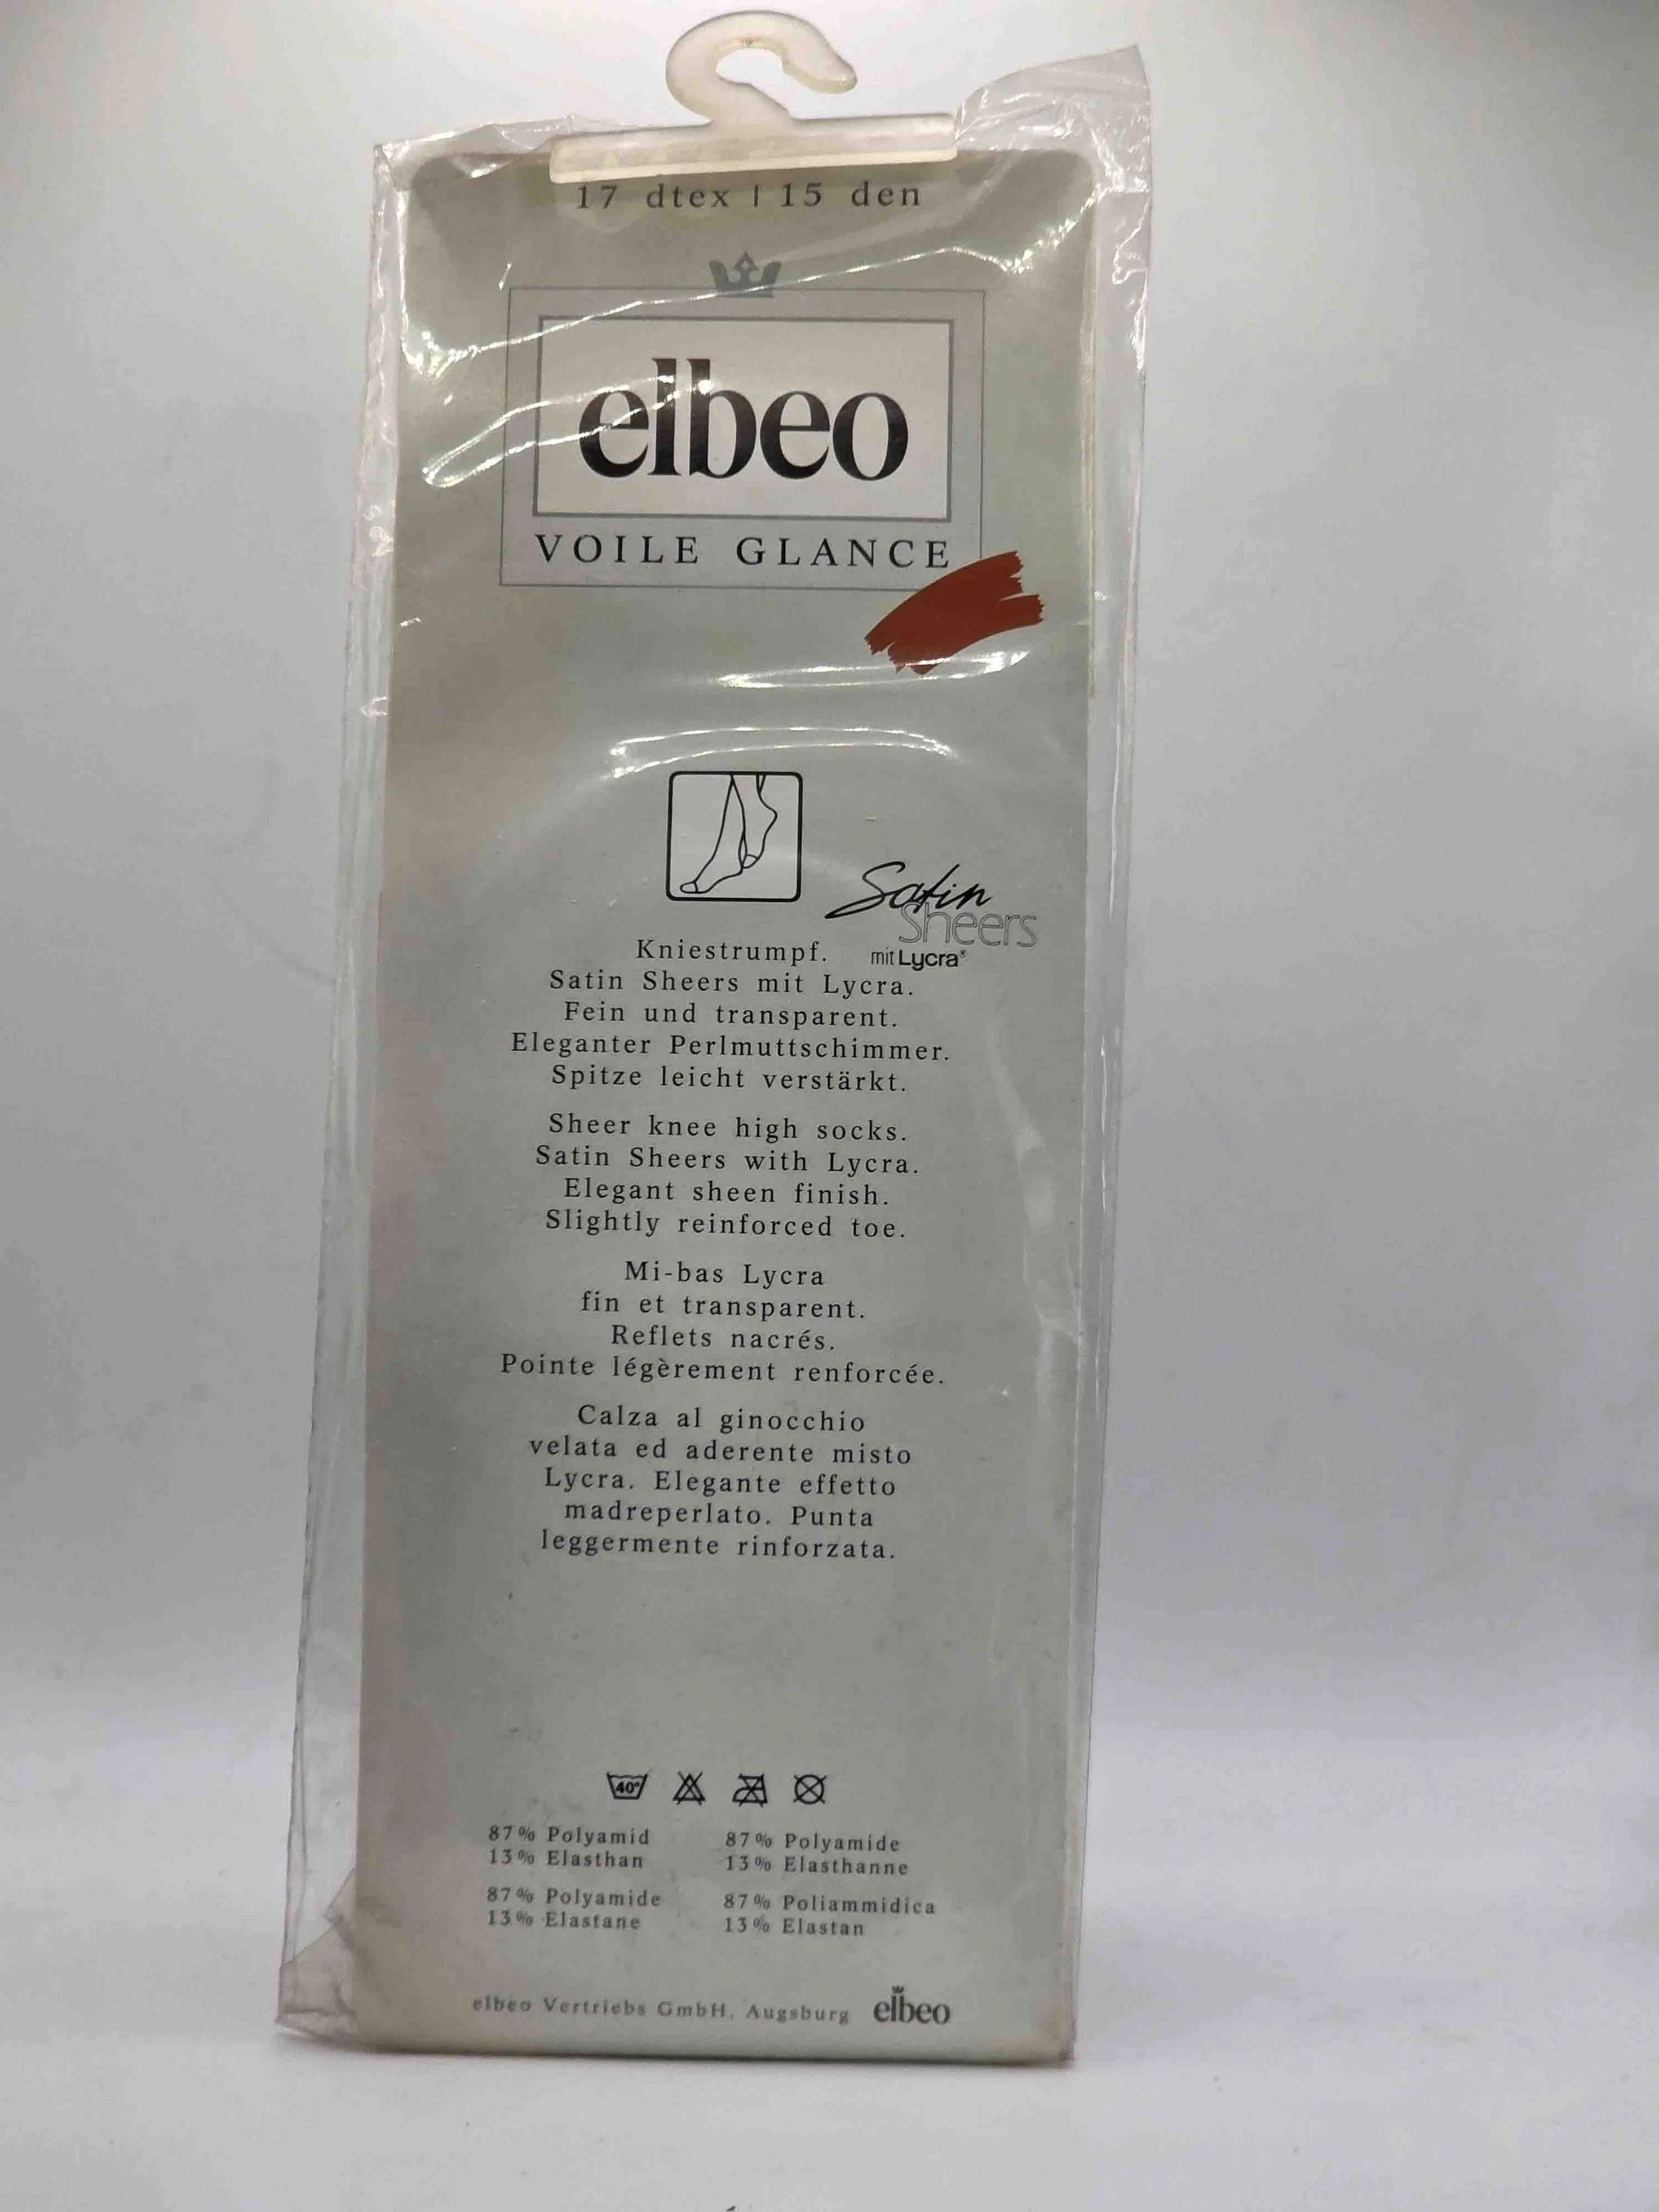 17 dtex | 15 den
elbeo
VOILE GLANCE
Satin
Sheers
mit Lycra®
Kniestrumpf.
Satin Sheers mit Lycra.
Fein und transparent.
Eleganter Perlmuttschimmer.
Spitze leicht verstärkt.
Sheer knee high socks.
Satin Sheers with Lycra.
Elegant sheen finish.
Slightly reinforced toe.
Mi-bas Lycra
fin et transparent.
Reflets nacrés.
Pointe légèrement renforcée.
Calza al ginocchio
velata ed aderente misto
Lycra. Elegante effetto
madreperlato. Punta
leggermente rinforzata.
40°
87% Polyamid
13% Elasthan
87% Polyamide
13% Elasthanne
87% Polyamide
13% Elastane
87% Poliammidica
13% Elastan
elbeo Vertriebs GmbH, Augsburg elbeo